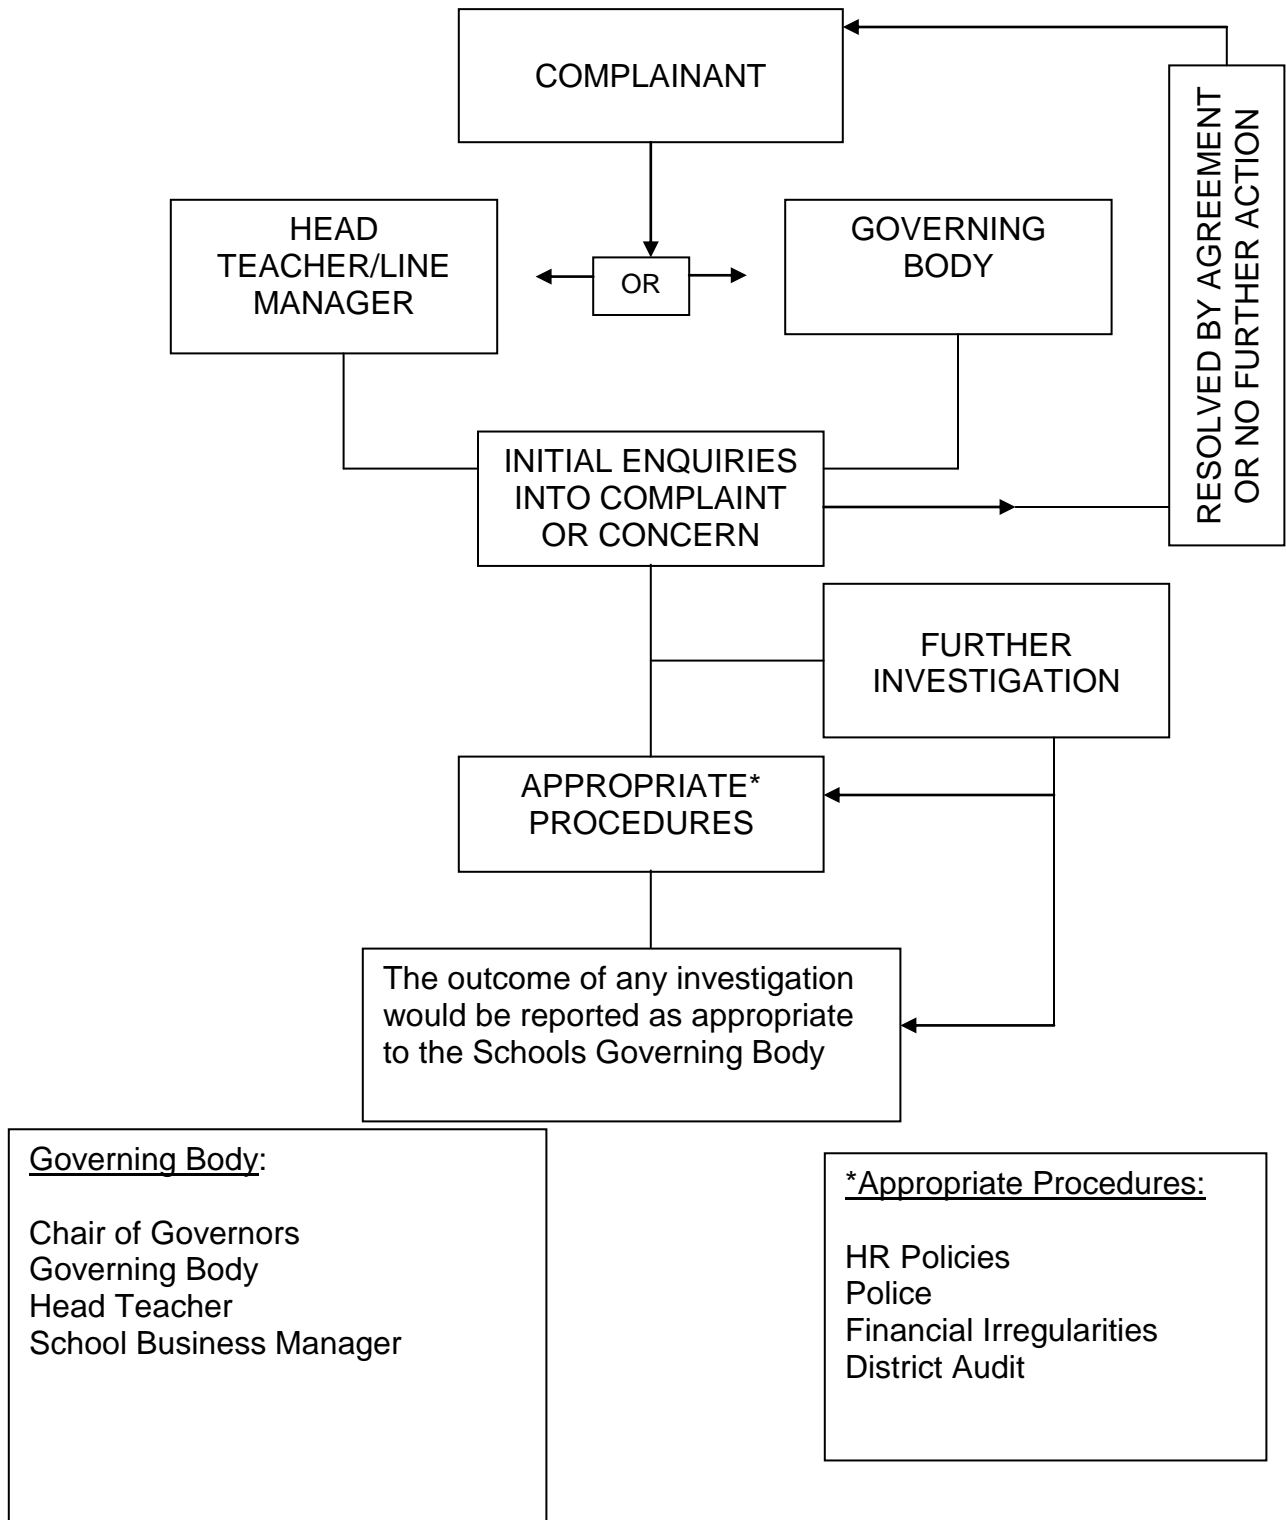 COMPLAINANT
RESOLVED BY AGREEMENT
OR NO FURTHER ACTION
HEAD
TEACHER/LINE
MANAGER
OR
GOVERNING
BODY
INITIAL ENQUIRIES
INTO COMPLAINT
OR CONCERN
FURTHER
INVESTIGATION
APPROPRIATE*
PROCEDURES
The outcome of any investigation
would be reported as appropriate
to the Schools Governing Body
Governing Body:
Chair of Governors
Governing Body
Head Teacher
School Business Manager
*Appropriate Procedures:
HR Policies
Police
Financial Irregularities
District Audit